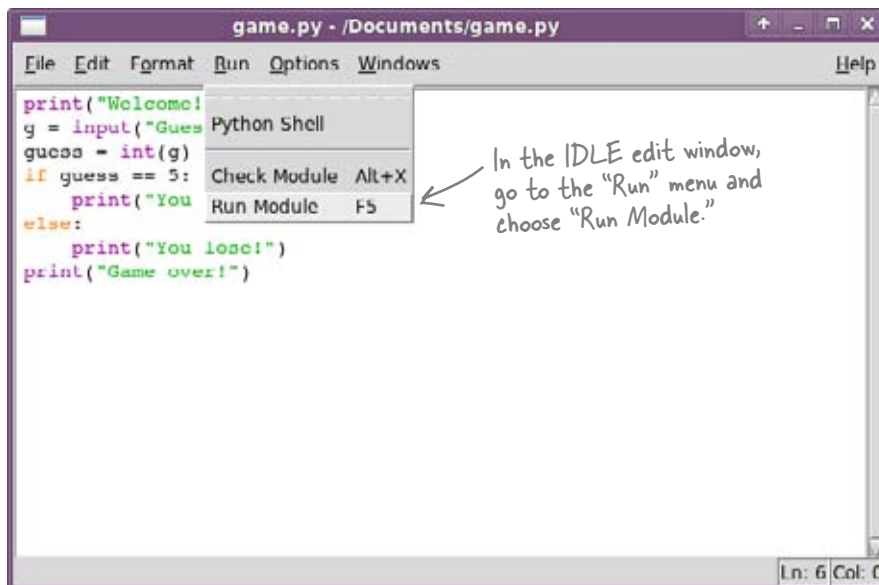 game.py - /Documents/game.py
File Edit Format Run Options Windows Help
print("Welcome!
g = input("Gues
guess = int(g)
if guess == 5:
print("You
else:
print("You lose!")
print("Game over!")
Python Shell
Check Module Alt+X
Run Module F5
In the IDLE edit window,
go to the “Run” menu and
choose “Run Module.”
Ln: 6 Col: 0